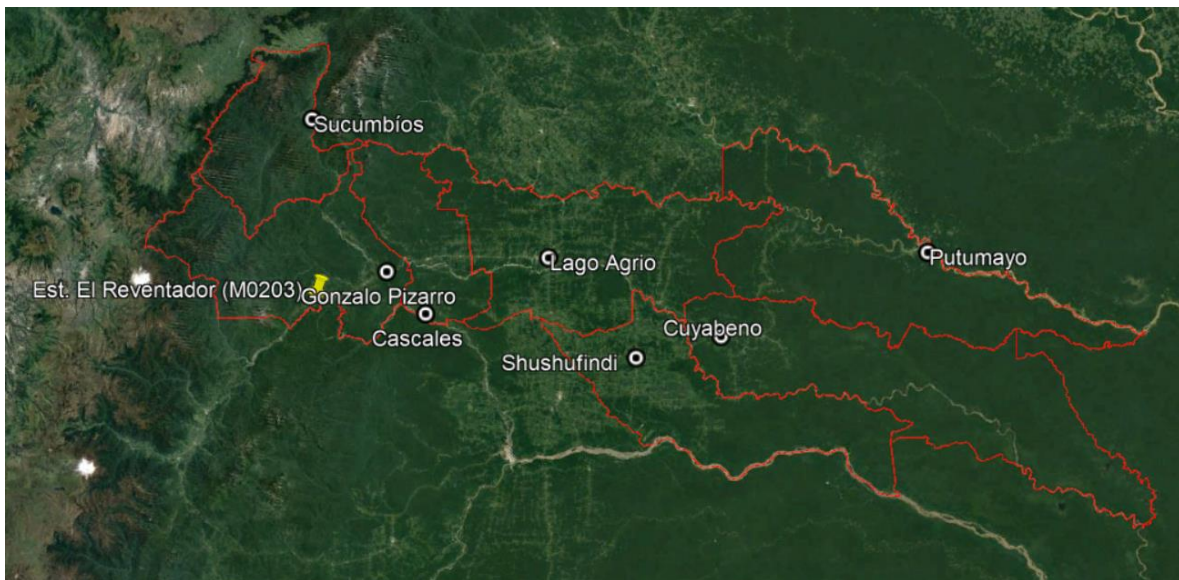 Sucumbíos
Putumayo
Lago Agrio
Est. El Reventador (M0203)
Gonzalo Pizarro
Cuyabeno
Cascales
Shushufindi